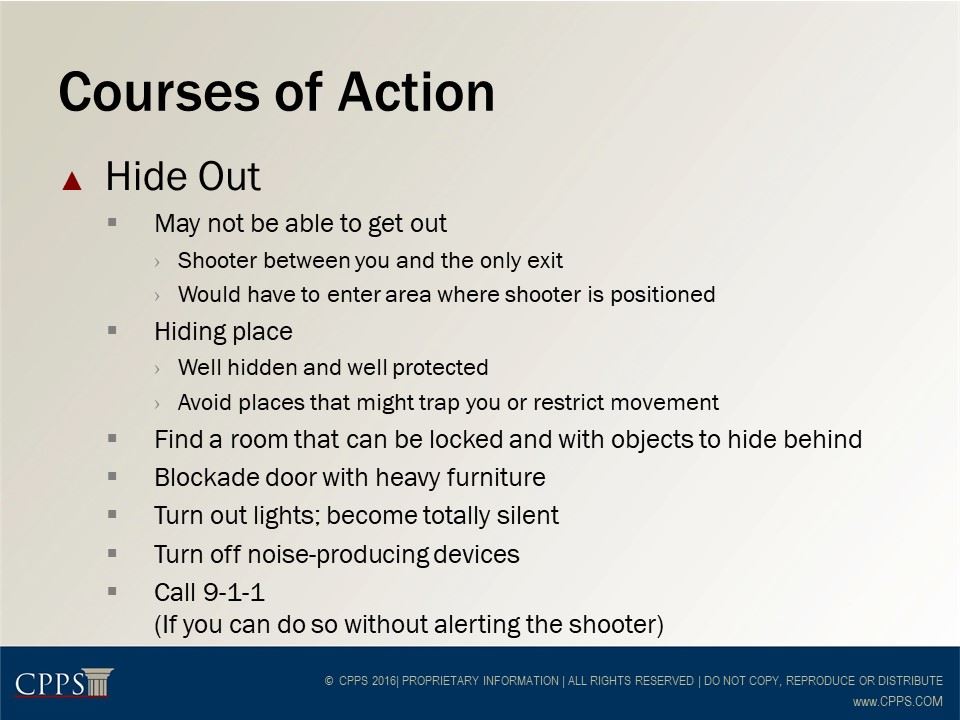 Courses of Action
▲ Hide Out
▪ May not be able to get out
› Shooter between you and the only exit
› Would have to enter area where shooter is positioned
▪ Hiding place
› Well hidden and well protected
› Avoid places that might trap you or restrict movement
▪ Find a room that can be locked and with objects to hide behind
▪ Blockade door with heavy furniture
▪ Turn out lights; become totally silent
▪ Turn off noise-producing devices
▪ Call 9-1-1
(If you can do so without alerting the shooter)
CPPS
© CPPS 2016| PROPRIETARY INFORMATION | ALL RIGHTS RESERVED | DO NOT COPY, REPRODUCE OR DISTRIBUTE
www.CPPS.COM